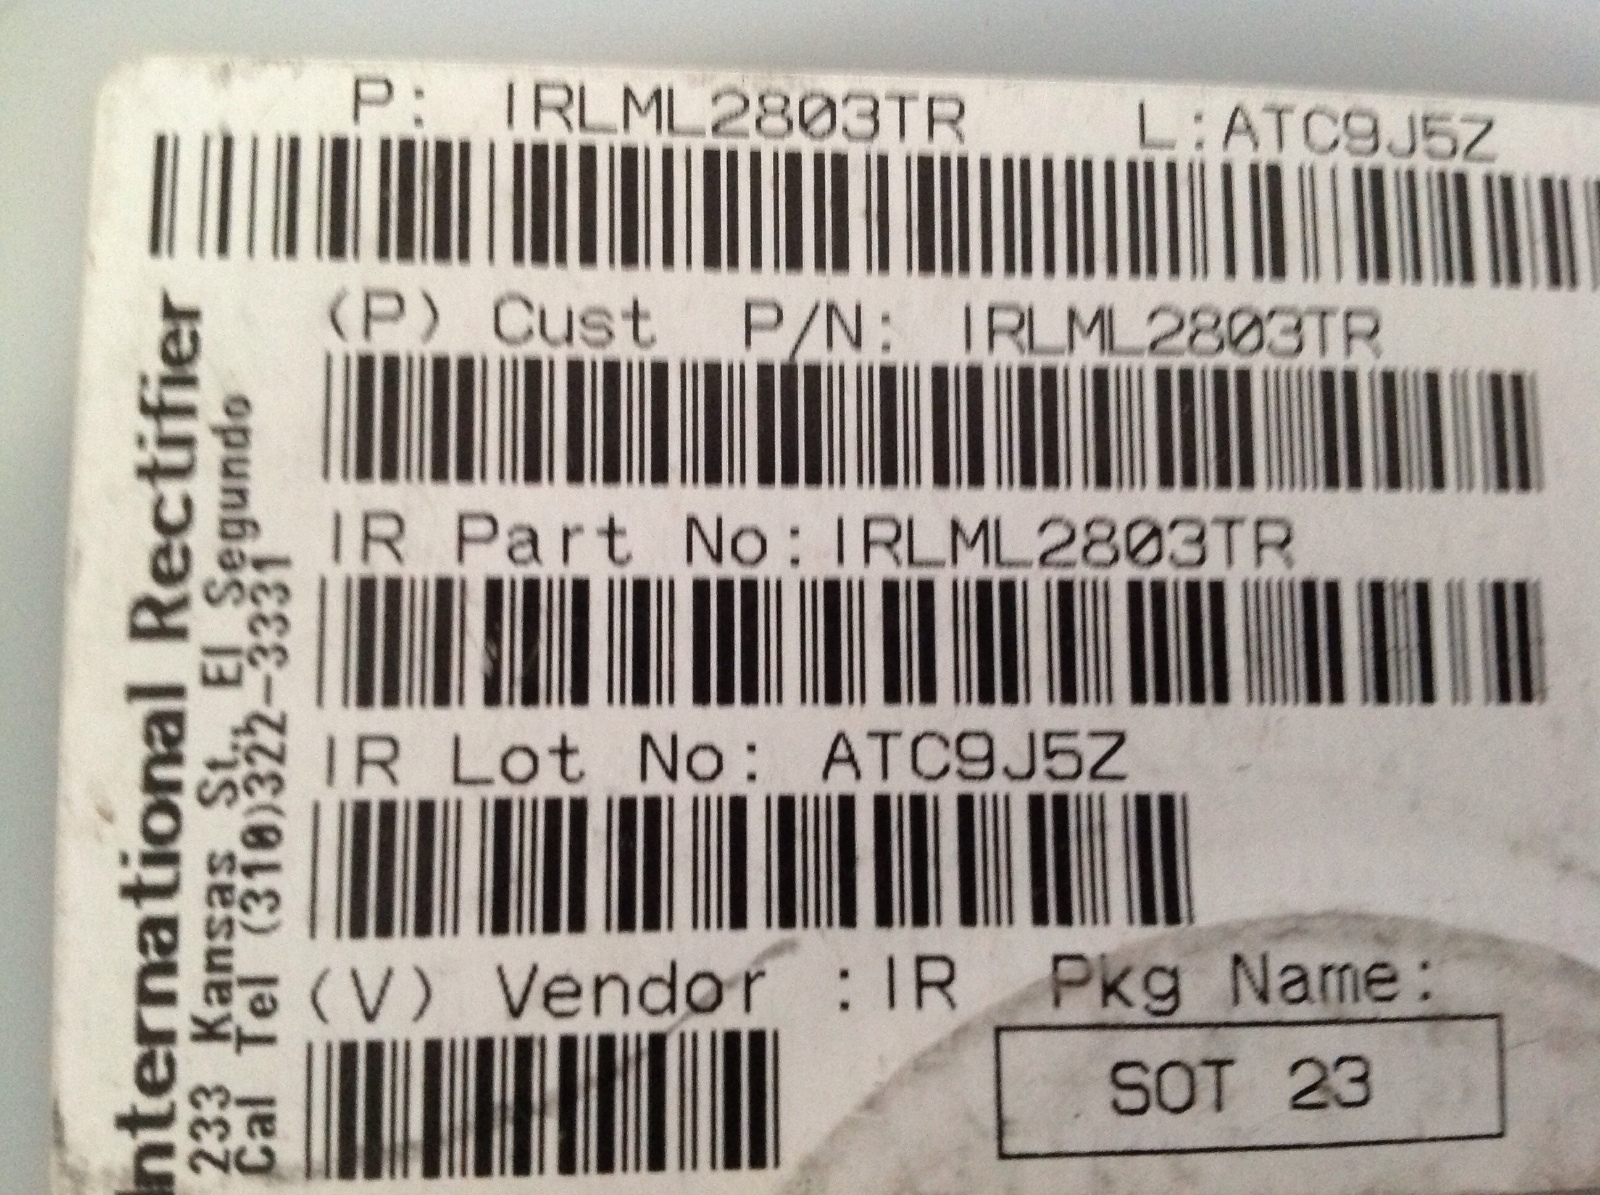 P: IRLML2803TR L:ATC9J5Z
(P) Cust P/N: IRLML2803TR
IR Part No:IRLML2803TR
IR Lot No: ATC9J5Z
(V) Vendor :IR Pkg Name:
SOT 23
International Rectifier
233 Kansas St., El Segundo
Cal Tel (310)322-3331